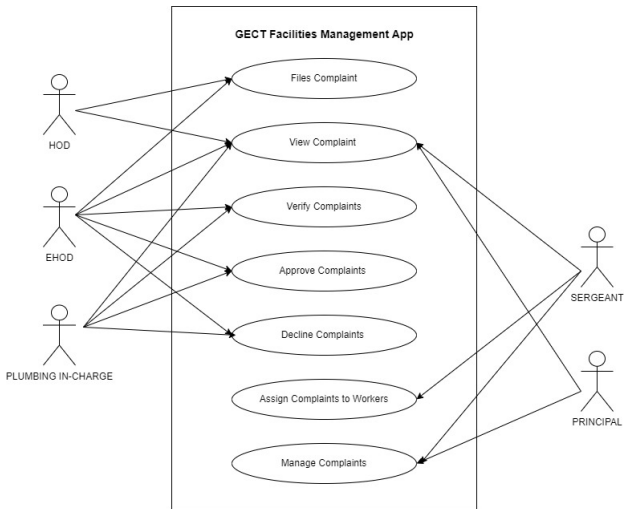 GECT Facilities Management App
Files Complaint
HOD
View Complaint
Verify Complaints
EHOD
Approve Complaints
SERGEANT
Decline Complaints
PLUMBING IN-CHARGE
Assign Complaints to Workers
PRINCIPAL
Manage Complaints